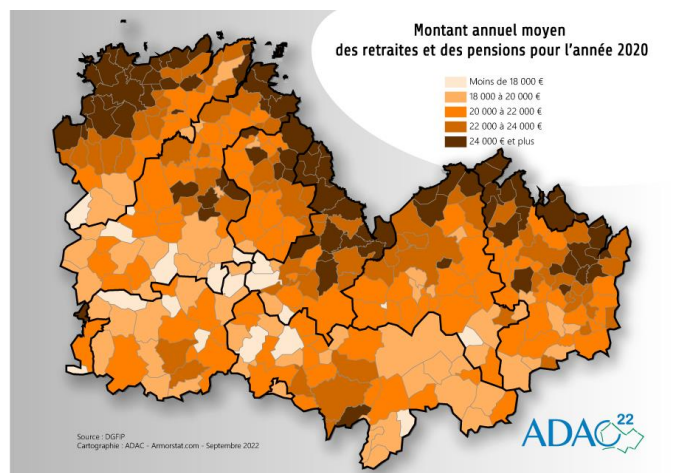 Montant annuel moyen
des retraites et des pensions pour l'année 2020
Moins de 18 000 €
18 000 à 20 000 €
20 000 à 22 000 €
22 000 à 24 000 €
24 000 € et plus
Source : DGFiP
Cartographie : ADAC - Armorstat.com - Septembre 2022
ADAC 22